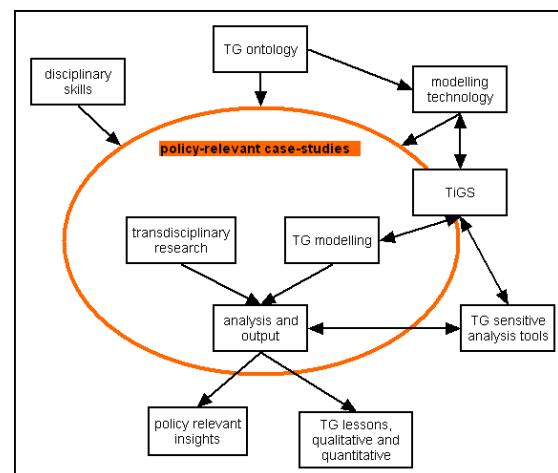 TG ontology
disciplinary
skills
modelling
technology
policy-relevant case-studies
TiGS
transdisciplinary
research
TG modelling
analysis and
output
TG sensitive
analysis tools
policy relevant
insights
TG lessons,
qualitative and
quantitative